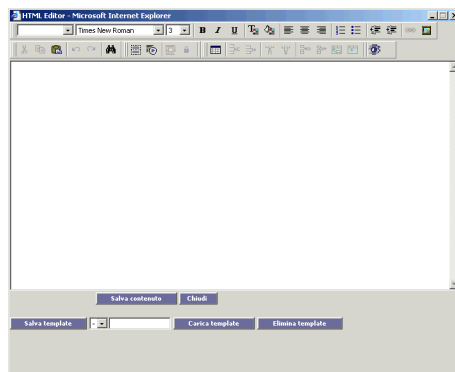 HTML Editor - Microsoft Internet Explorer
Times New Roman 3 B I U
Salva contenuto Chiudi
Salva template - Carica template Elimina template